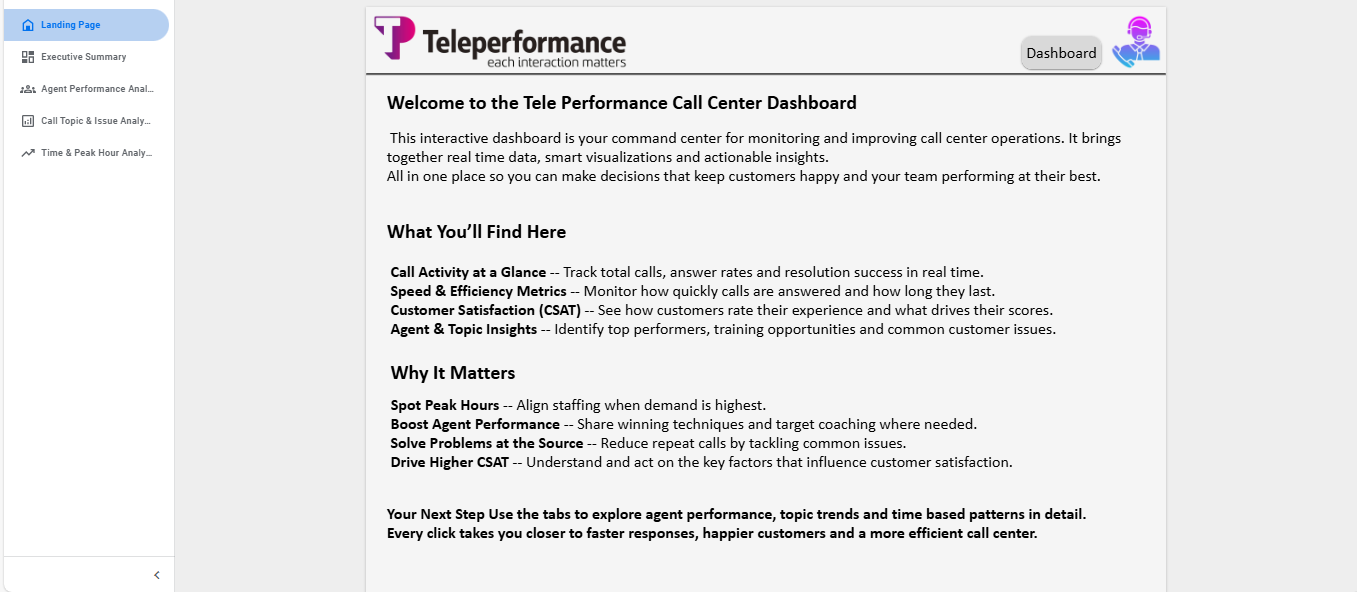 Landing Page
Executive Summary
Agent Performance Anal...
Call Topic & Issue Analy...
Time & Peak Hour Analy...
Teleperformance
each interaction matters
Dashboard
Welcome to the Tele Performance Call Center Dashboard
This interactive dashboard is your command center for monitoring and improving call center operations. It brings
together real time data, smart visualizations and actionable insights.
All in one place so you can make decisions that keep customers happy and your team performing at their best.
What You’ll Find Here
Call Activity at a Glance -- Track total calls, answer rates and resolution success in real time.
Speed & Efficiency Metrics -- Monitor how quickly calls are answered and how long they last.
Customer Satisfaction (CSAT) -- See how customers rate their experience and what drives their scores.
Agent & Topic Insights -- Identify top performers, training opportunities and common customer issues.
Why It Matters
Spot Peak Hours -- Align staffing when demand is highest.
Boost Agent Performance -- Share winning techniques and target coaching where needed.
Solve Problems at the Source -- Reduce repeat calls by tackling common issues.
Drive Higher CSAT -- Understand and act on the key factors that influence customer satisfaction.
Your Next Step Use the tabs to explore agent performance, topic trends and time based patterns in detail.
Every click takes you closer to faster responses, happier customers and a more efficient call center.